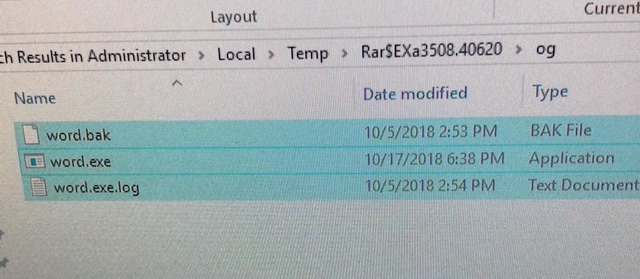 Layout
Current
ch Results in Administrator > Local > Temp > Rar$EXa3508.40620 > og
Name Date modified Type
word.bak 10/5/2018 2:53 PM BAK File
word.exe 10/17/2018 6:38 PM Application
word.exe.log 10/5/2018 2:54 PM Text Document